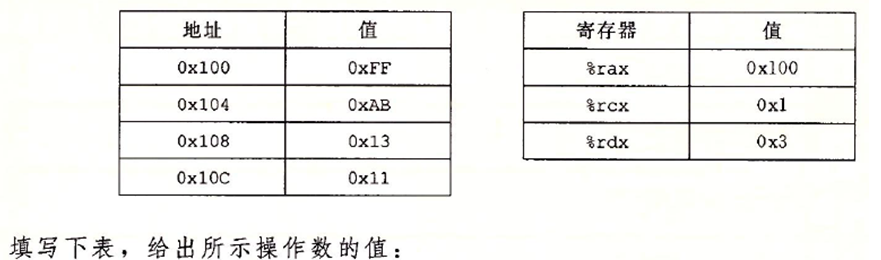 地址 值 寄存器 值
0x100 0xFF %rax 0x100
0x104 0xAB %rcx 0x1
0x108 0x13 %rdx 0x3
0x10C 0x11
填写下表，给出所示操作数的值：